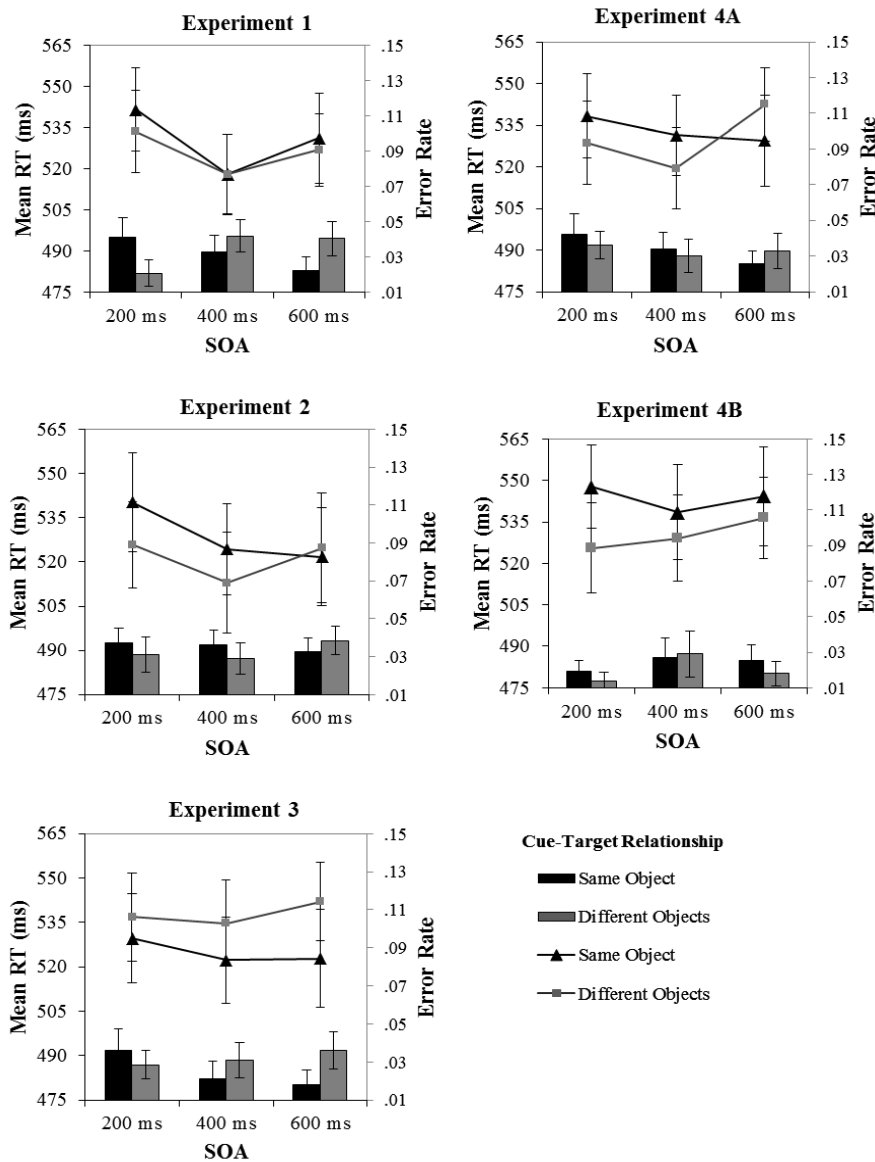 Experiment 1
Mean RT (ms)
565
550
535
520
505
490
475
Error Rate
.15
.13
.11
.09
.07
.05
.03
.01
200 ms 400 ms 600 ms
SOA
Experiment 4A
Mean RT (ms)
565
550
535
520
505
490
475
Error Rate
.15
.13
.11
.09
.07
.05
.03
.01
200 ms 400 ms 600 ms
SOA
Experiment 2
Mean RT (ms)
565
550
535
520
505
490
475
Error Rate
.15
.13
.11
.09
.07
.05
.03
.01
200 ms 400 ms 600 ms
SOA
Experiment 4B
Mean RT (ms)
565
550
535
520
505
490
475
Error Rate
.15
.13
.11
.09
.07
.05
.03
.01
200 ms 400 ms 600 ms
SOA
Experiment 3
Mean RT (ms)
565
550
535
520
505
490
475
Error Rate
.15
.13
.11
.09
.07
.05
.03
.01
200 ms 400 ms 600 ms
SOA
Cue-Target Relationship
Same Object
Different Objects
Same Object
Different Objects